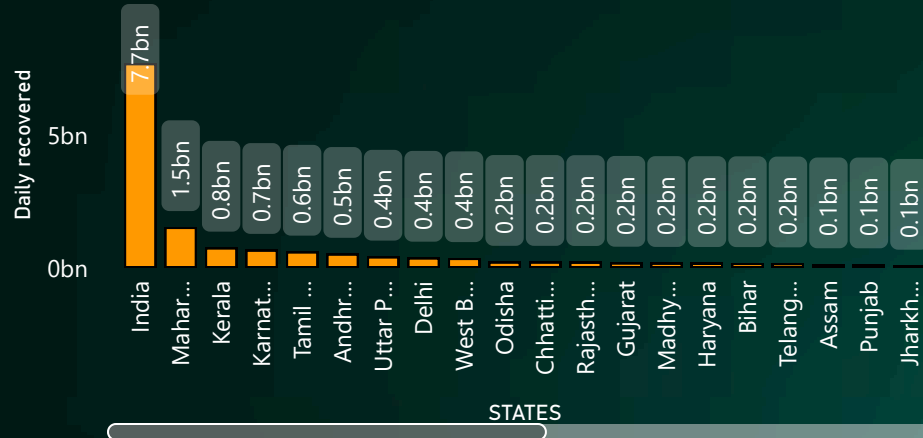 Daily recovered
5bn
0bn
7.7bn
1.5bn
0.8bn
0.7bn
0.6bn
0.5bn
0.4bn
0.4bn
0.4bn
0.2bn
0.2bn
0.2bn
0.2bn
0.2bn
0.2bn
0.2bn
0.2bn
0.1bn
0.1bn
0.1bn
India
Mahar...
Kerala
Karnat...
Tamil ...
Andhr...
Uttar P...
Delhi
West B...
Odisha
Chhatti...
Rajasth...
Gujarat
Madhy...
Haryana
Bihar
Telang...
Assam
Punjab
Jharkh...
STATES